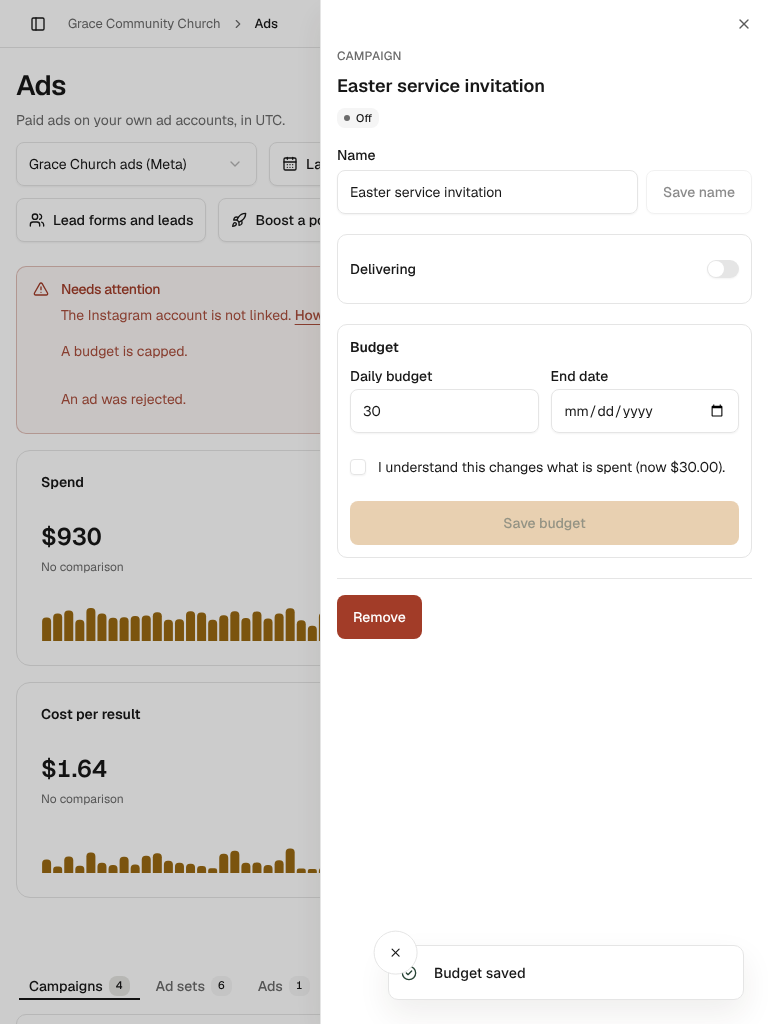 Grace Community Church > Ads
Ads
Paid ads on your own ad accounts, in UTC.
Grace Church ads (Meta)
Lead forms and leads
Needs attention
The Instagram account is not linked.
A budget is capped.
An ad was rejected.
Spend
$930
No comparison
Cost per result
$1.64
No comparison
Campaigns 4
Ad sets 6
Ads 1
CAMPAIGN
Easter service invitation
Off
Name
Easter service invitation
Save name
Delivering
Budget
Daily budget
End date
30
mm/dd/yyyy
I understand this changes what is spent (now $30.00).
Save budget
Remove
Budget saved